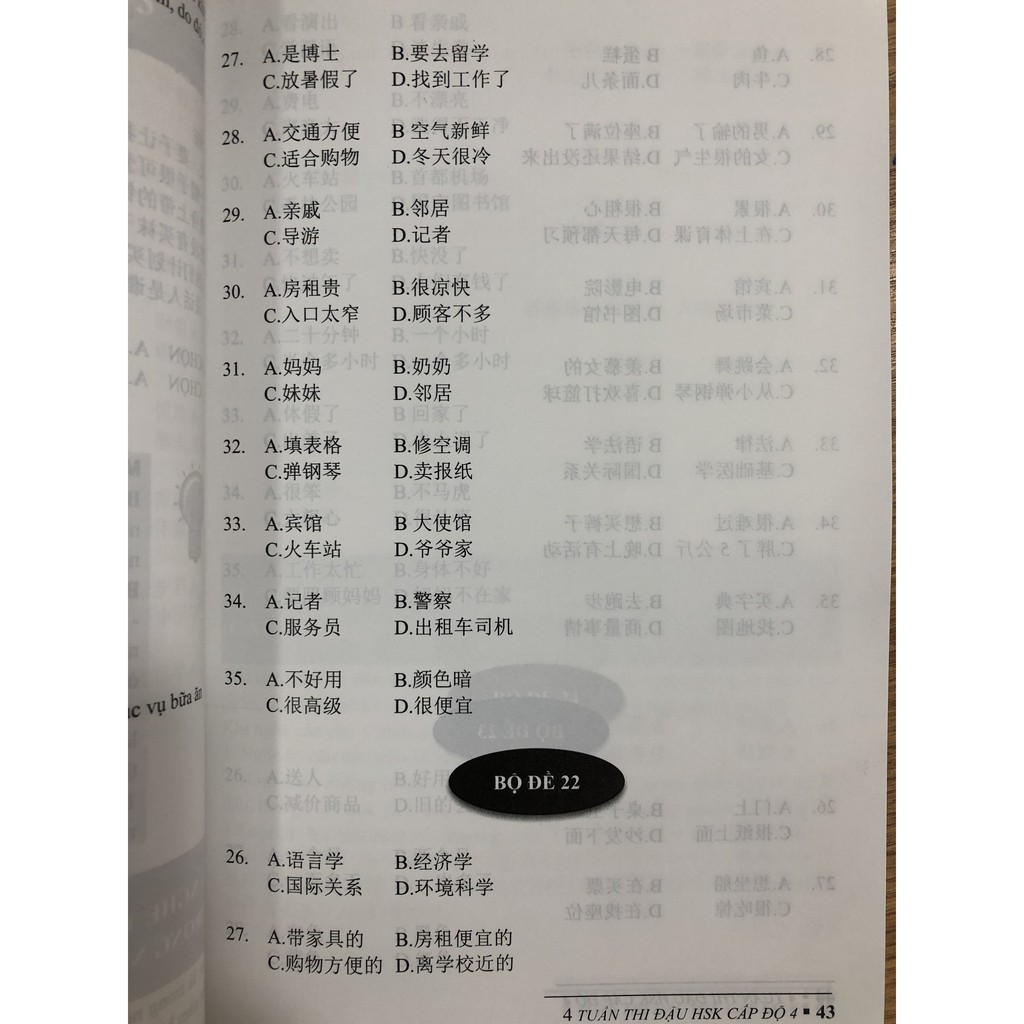 27. A.是博士 B.要去留学
C.放暑假了 D.找到工作了
28. A.交通方便 B 空气新鲜
C.适合购物 D.冬天很冷
29. A.亲戚 B.邻居
C.导游 D.记者
30. A.房租贵 B.很凉快
C.入口太窄 D.顾客不多
31. A.妈妈 B.奶奶
C.妹妹 D.邻居
32. A.填表格 B.修空调
C.弹钢琴 D.卖报纸
33. A.宾馆 B 大使馆
C.火车站 D.爷爷家
34. A.记者 B.警察
C.服务员 D.出租车司机
35. A.不好用 B.颜色暗
C.很高级 D.很便宜
vụ bữa ăn
BỘ ĐỀ 22
26. A.语言学 B.经济学
C.国际关系 D.环境科学
27. A.带家具的 B.房租便宜的
C.购物方便的 D.离学校近的
4 TUẦN THI ĐẬU HSK CẤP ĐỘ 4 ▪ 43